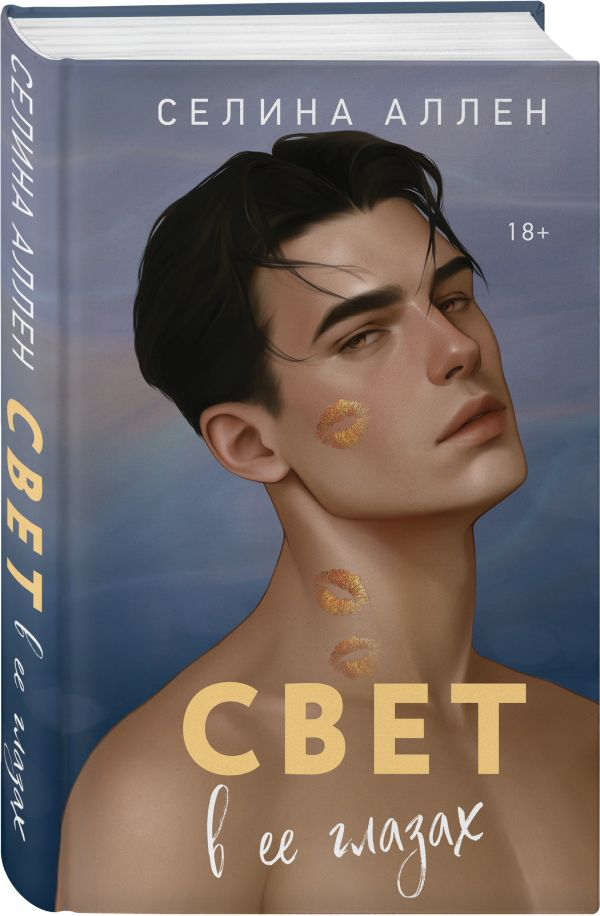 СЕЛИНА АЛЛЕН
18+
СВЕТ
в ее глазах
СЕЛИНА АЛЛЕН СВЕТ в ее глазах